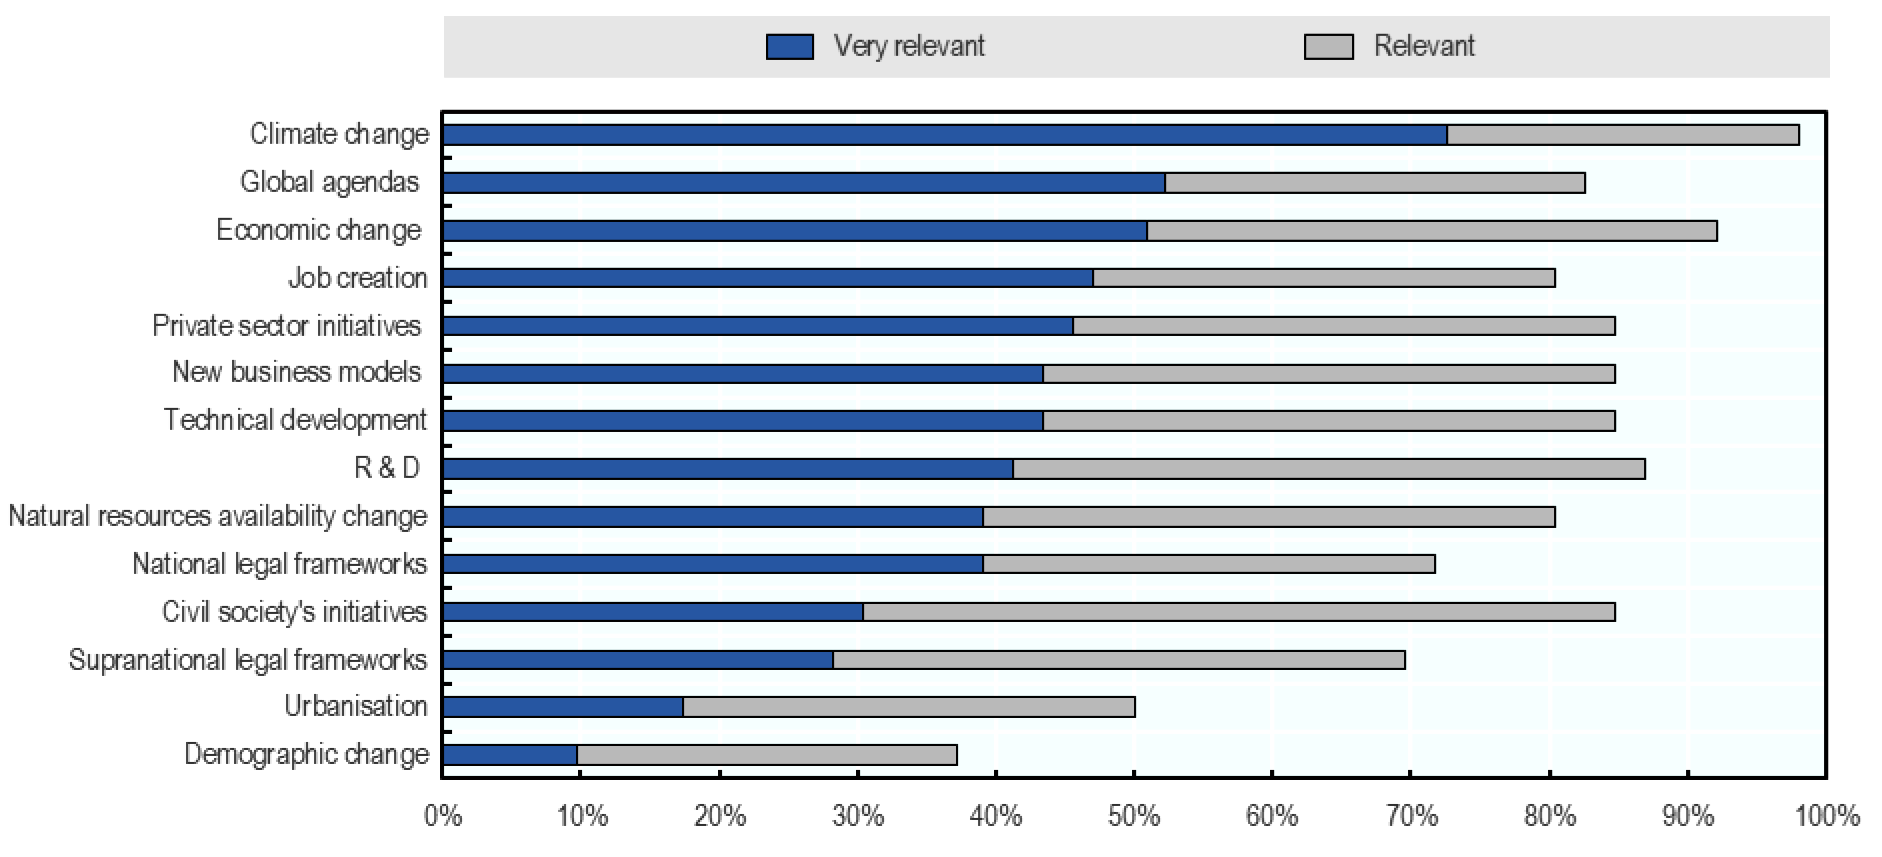 Very relevant Relevant
Climate change
Global agendas
Economic change
Job creation
Private sector initiatives
New business models
Technical development
R & D
Natural resources availability change
National legal frameworks
Civil society's initiatives
Supranational legal frameworks
Urbanisation
Demographic change
0% 10% 20% 30% 40% 50% 60% 70% 80% 90% 100%